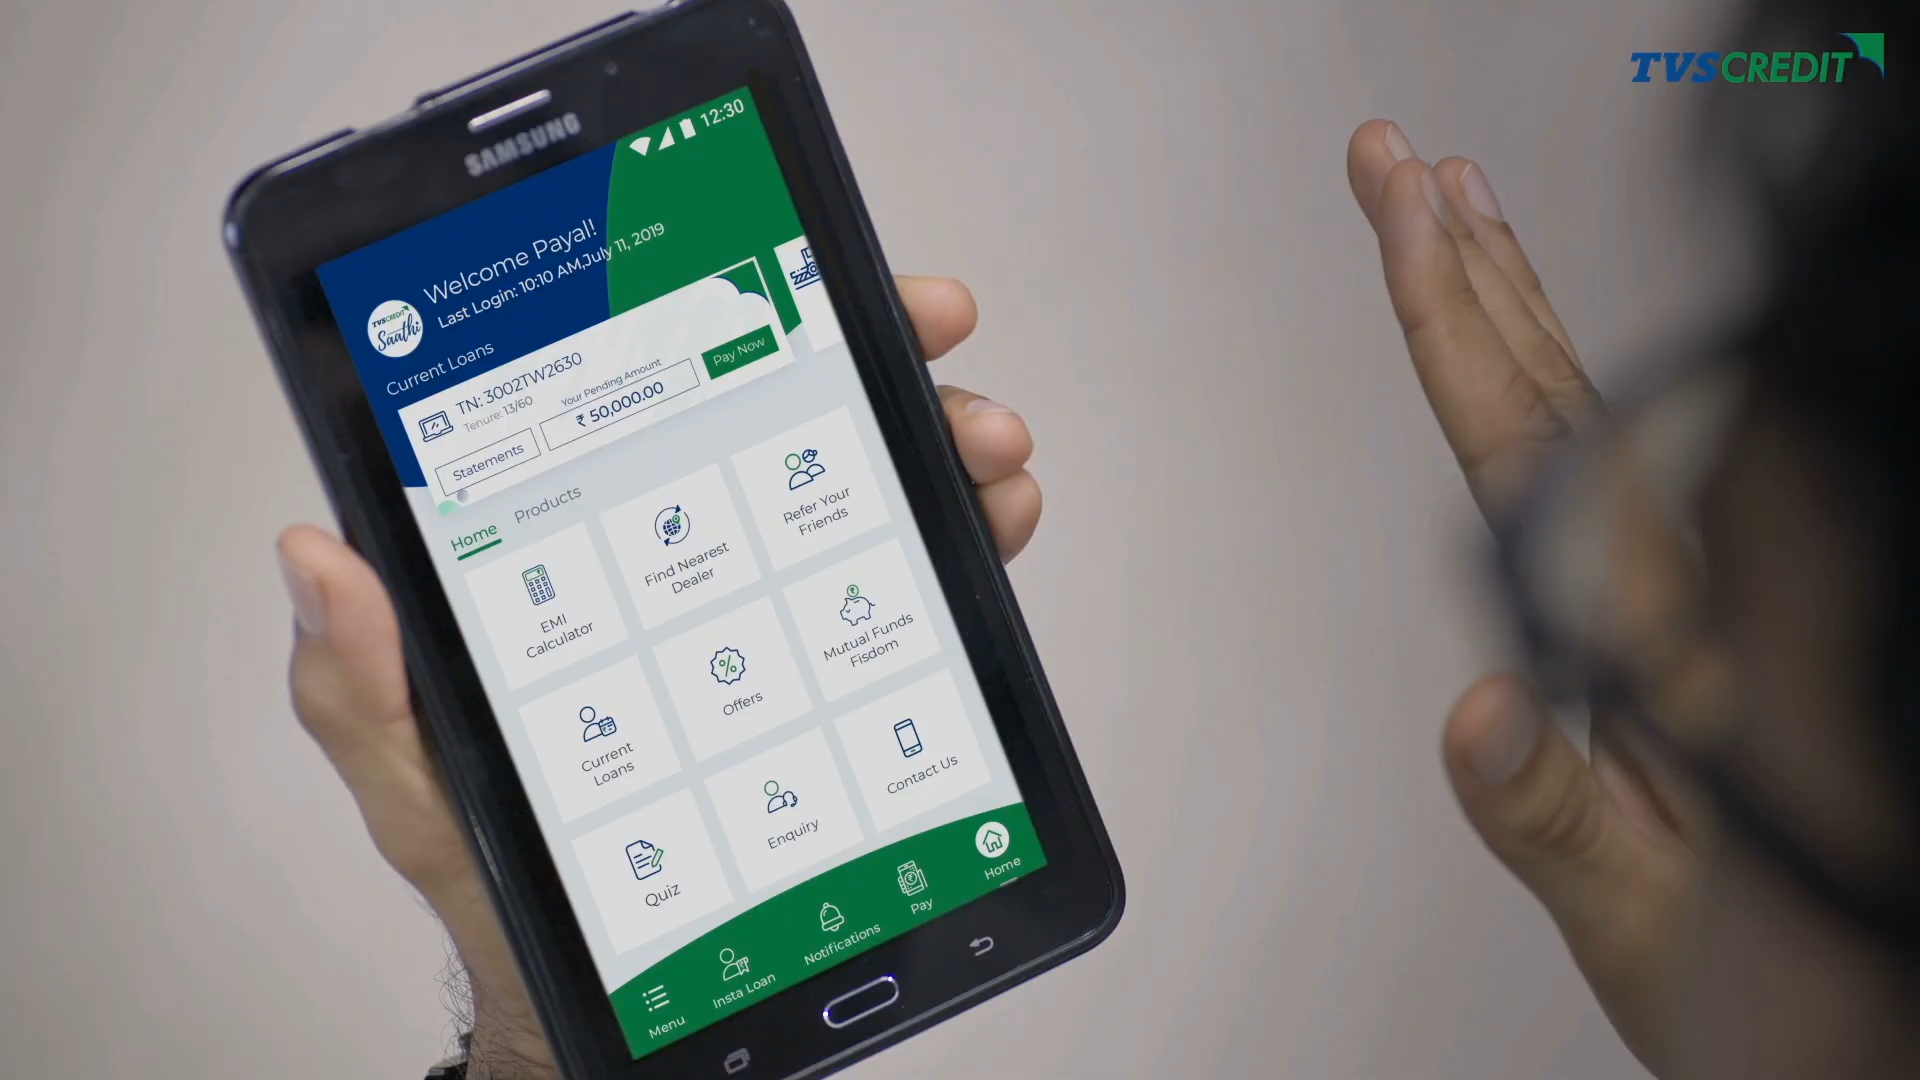 TVS CREDIT
SAMSUNG
12:30
Welcome Payal!
Last Login: 10:10 AM,July 11, 2019
TVS CREDIT
Saathi
Current Loans
TN: 3002TW2630
Tenure: 13/60
Your Pending Amount
₹ 50,000.00
Pay Now
Statements
Home
Products
EMI
Calculator
Find Nearest
Dealer
Refer Your
Friends
Current
Loans
Offers
Mutual Funds
Fisdom
Quiz
Enquiry
Contact Us
Menu
Insta Loan
Notifications
Pay
Home